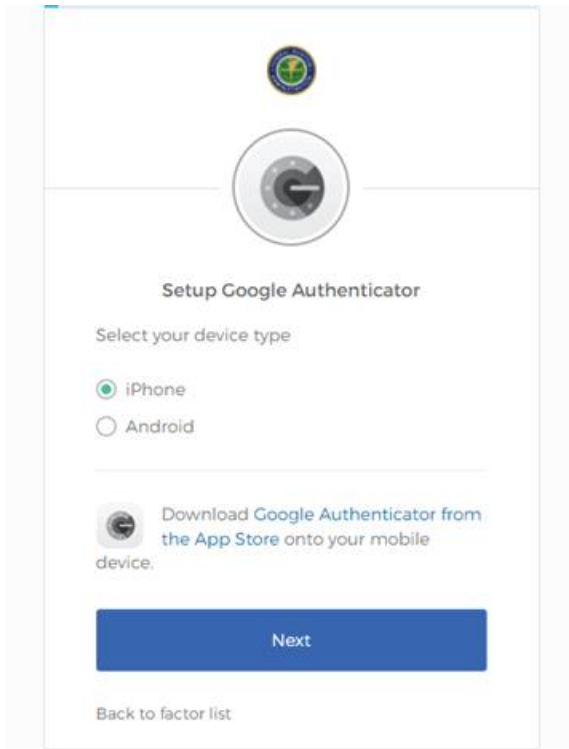 Setup Google Authenticator
Select your device type
iPhone
Android
Download Google Authenticator from
the App Store onto your mobile
device.
Next
Back to factor list